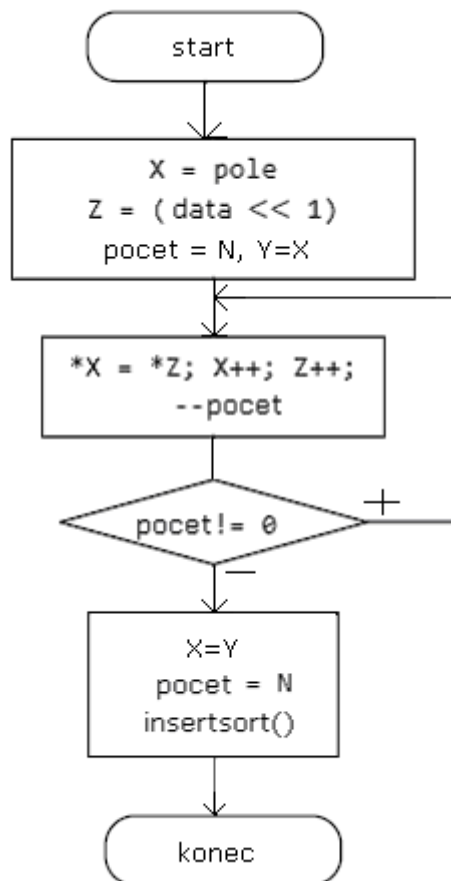 start
X = pole
Z = (data << 1)
pocet = N, Y=X
*X = *Z; X++; Z++;
--pocet
pocet!= 0
+
—
X=Y
pocet = N
insertsort()
konec